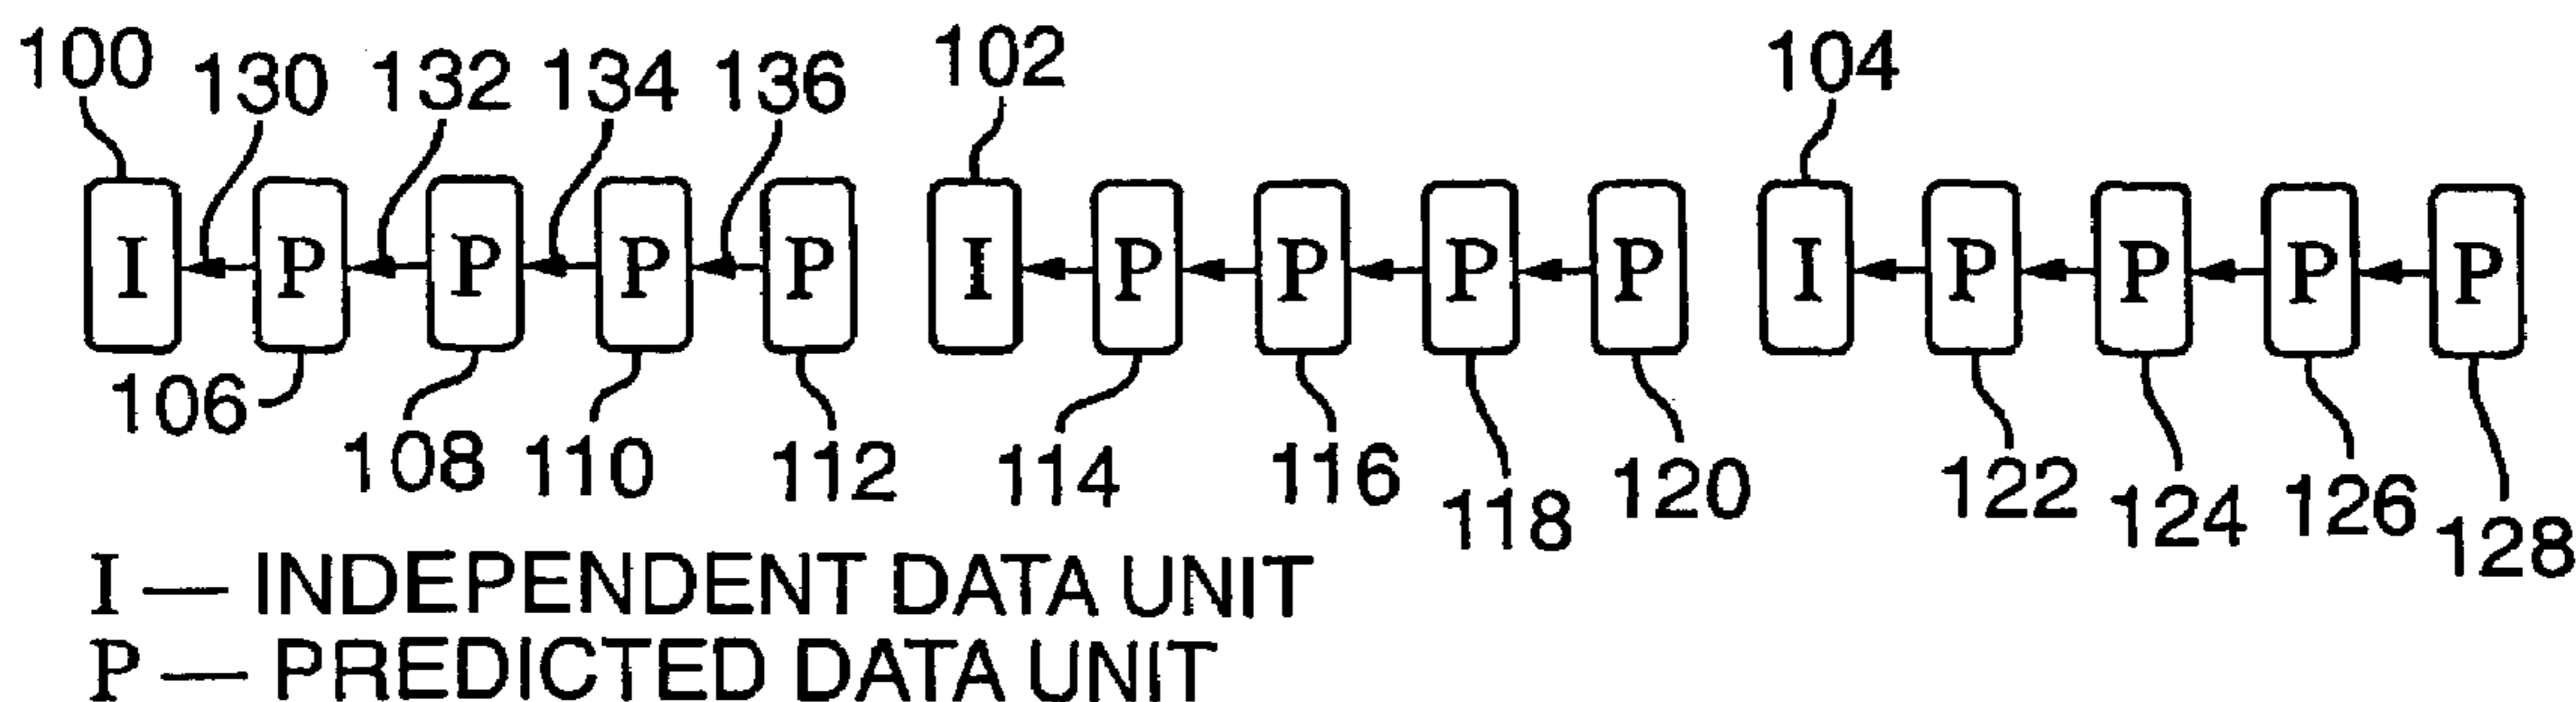 100 130 132 134 136 102 104
I P P P P I P P P P I P P P P
106 108 110 112 114 116 118 120 122 124 126 128
I — INDEPENDENT DATA UNIT
P — PREDICTED DATA UNIT